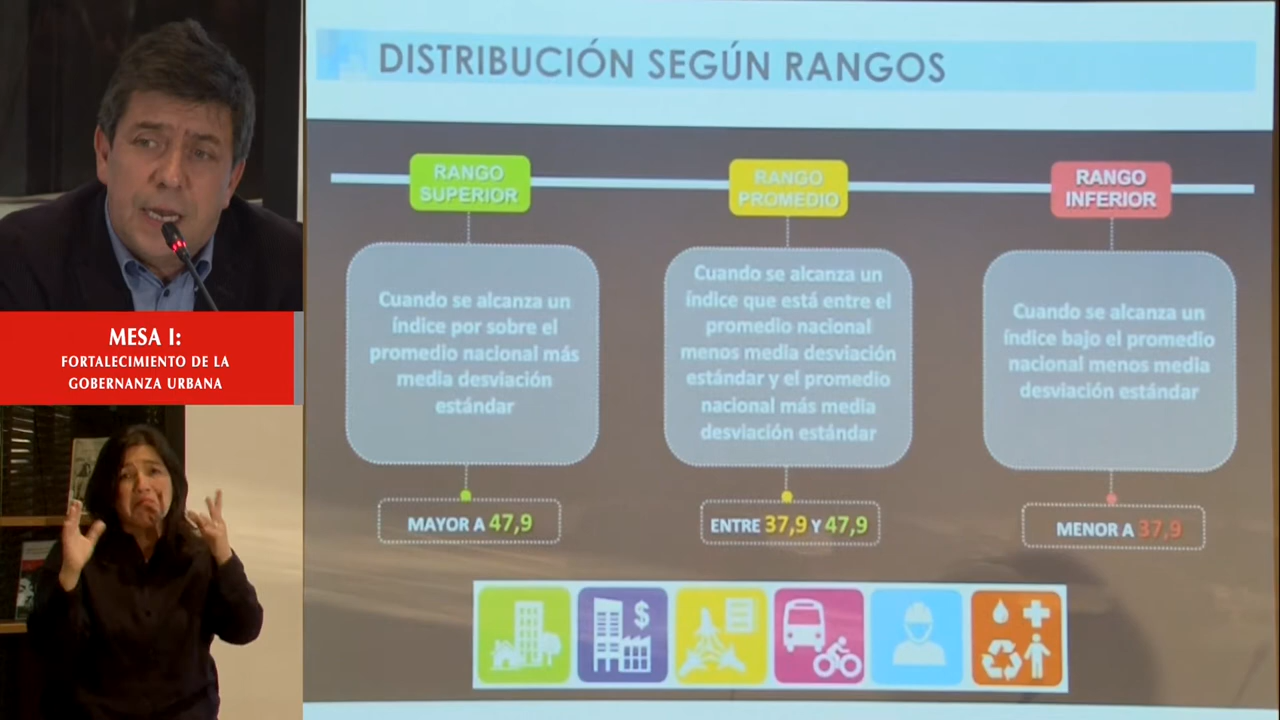 DISTRIBUCIÓN SEGÚN RANGOS
RANGO
SUPERIOR
Cuando se alcanza un
índice por sobre el
promedio nacional más
media desviación
estándar
MAYOR A 47,9
RANGO
PROMEDIO
Cuando se alcanza un
índice que está entre el
promedio nacional
menos media desviación
estándar y el promedio
nacional más media
desviación estándar
ENTRE 37,9 Y 47,9
RANGO
INFERIOR
Cuando se alcanza un
índice bajo el promedio
nacional menos media
desviación estándar
MENOR A 37,9
$
MESA I:
FORTALECIMIENTO DE LA
GOBERNANZA URBANA